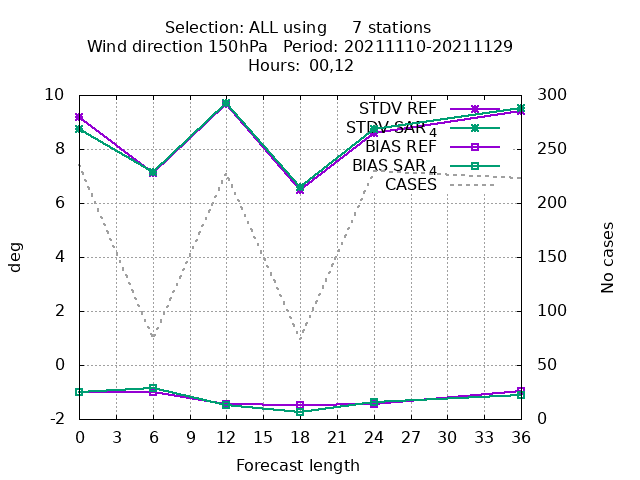 Selection: ALL using 7 stations
Wind direction 150hPa Period: 20211110-20211129
Hours: 00,12
10
8
6
4
2
0
-2
deg
300
250
200
150
100
50
0
No cases
STDV REF
STDV SAR4
BIAS REF
BIAS SAR4
CASES
0 3 6 9 12 15 18 21 24 27 30 33 36
Forecast length